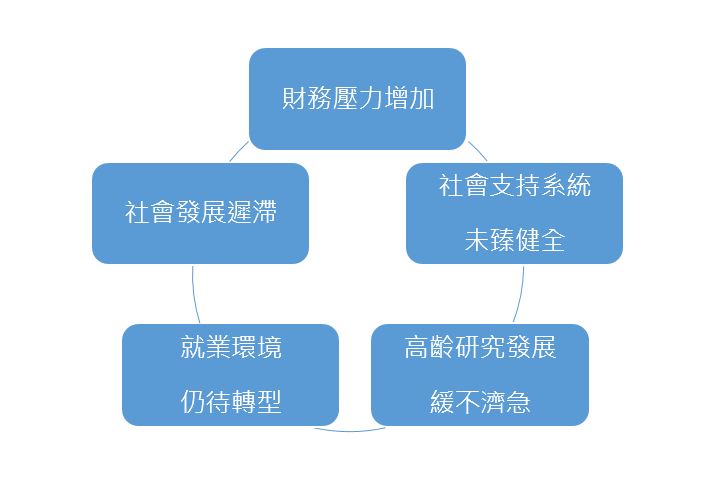 財務壓力增加
社會支持系統
未臻健全
高齡研究發展
緩不濟急
就業環境
仍待轉型
社會發展遲滯